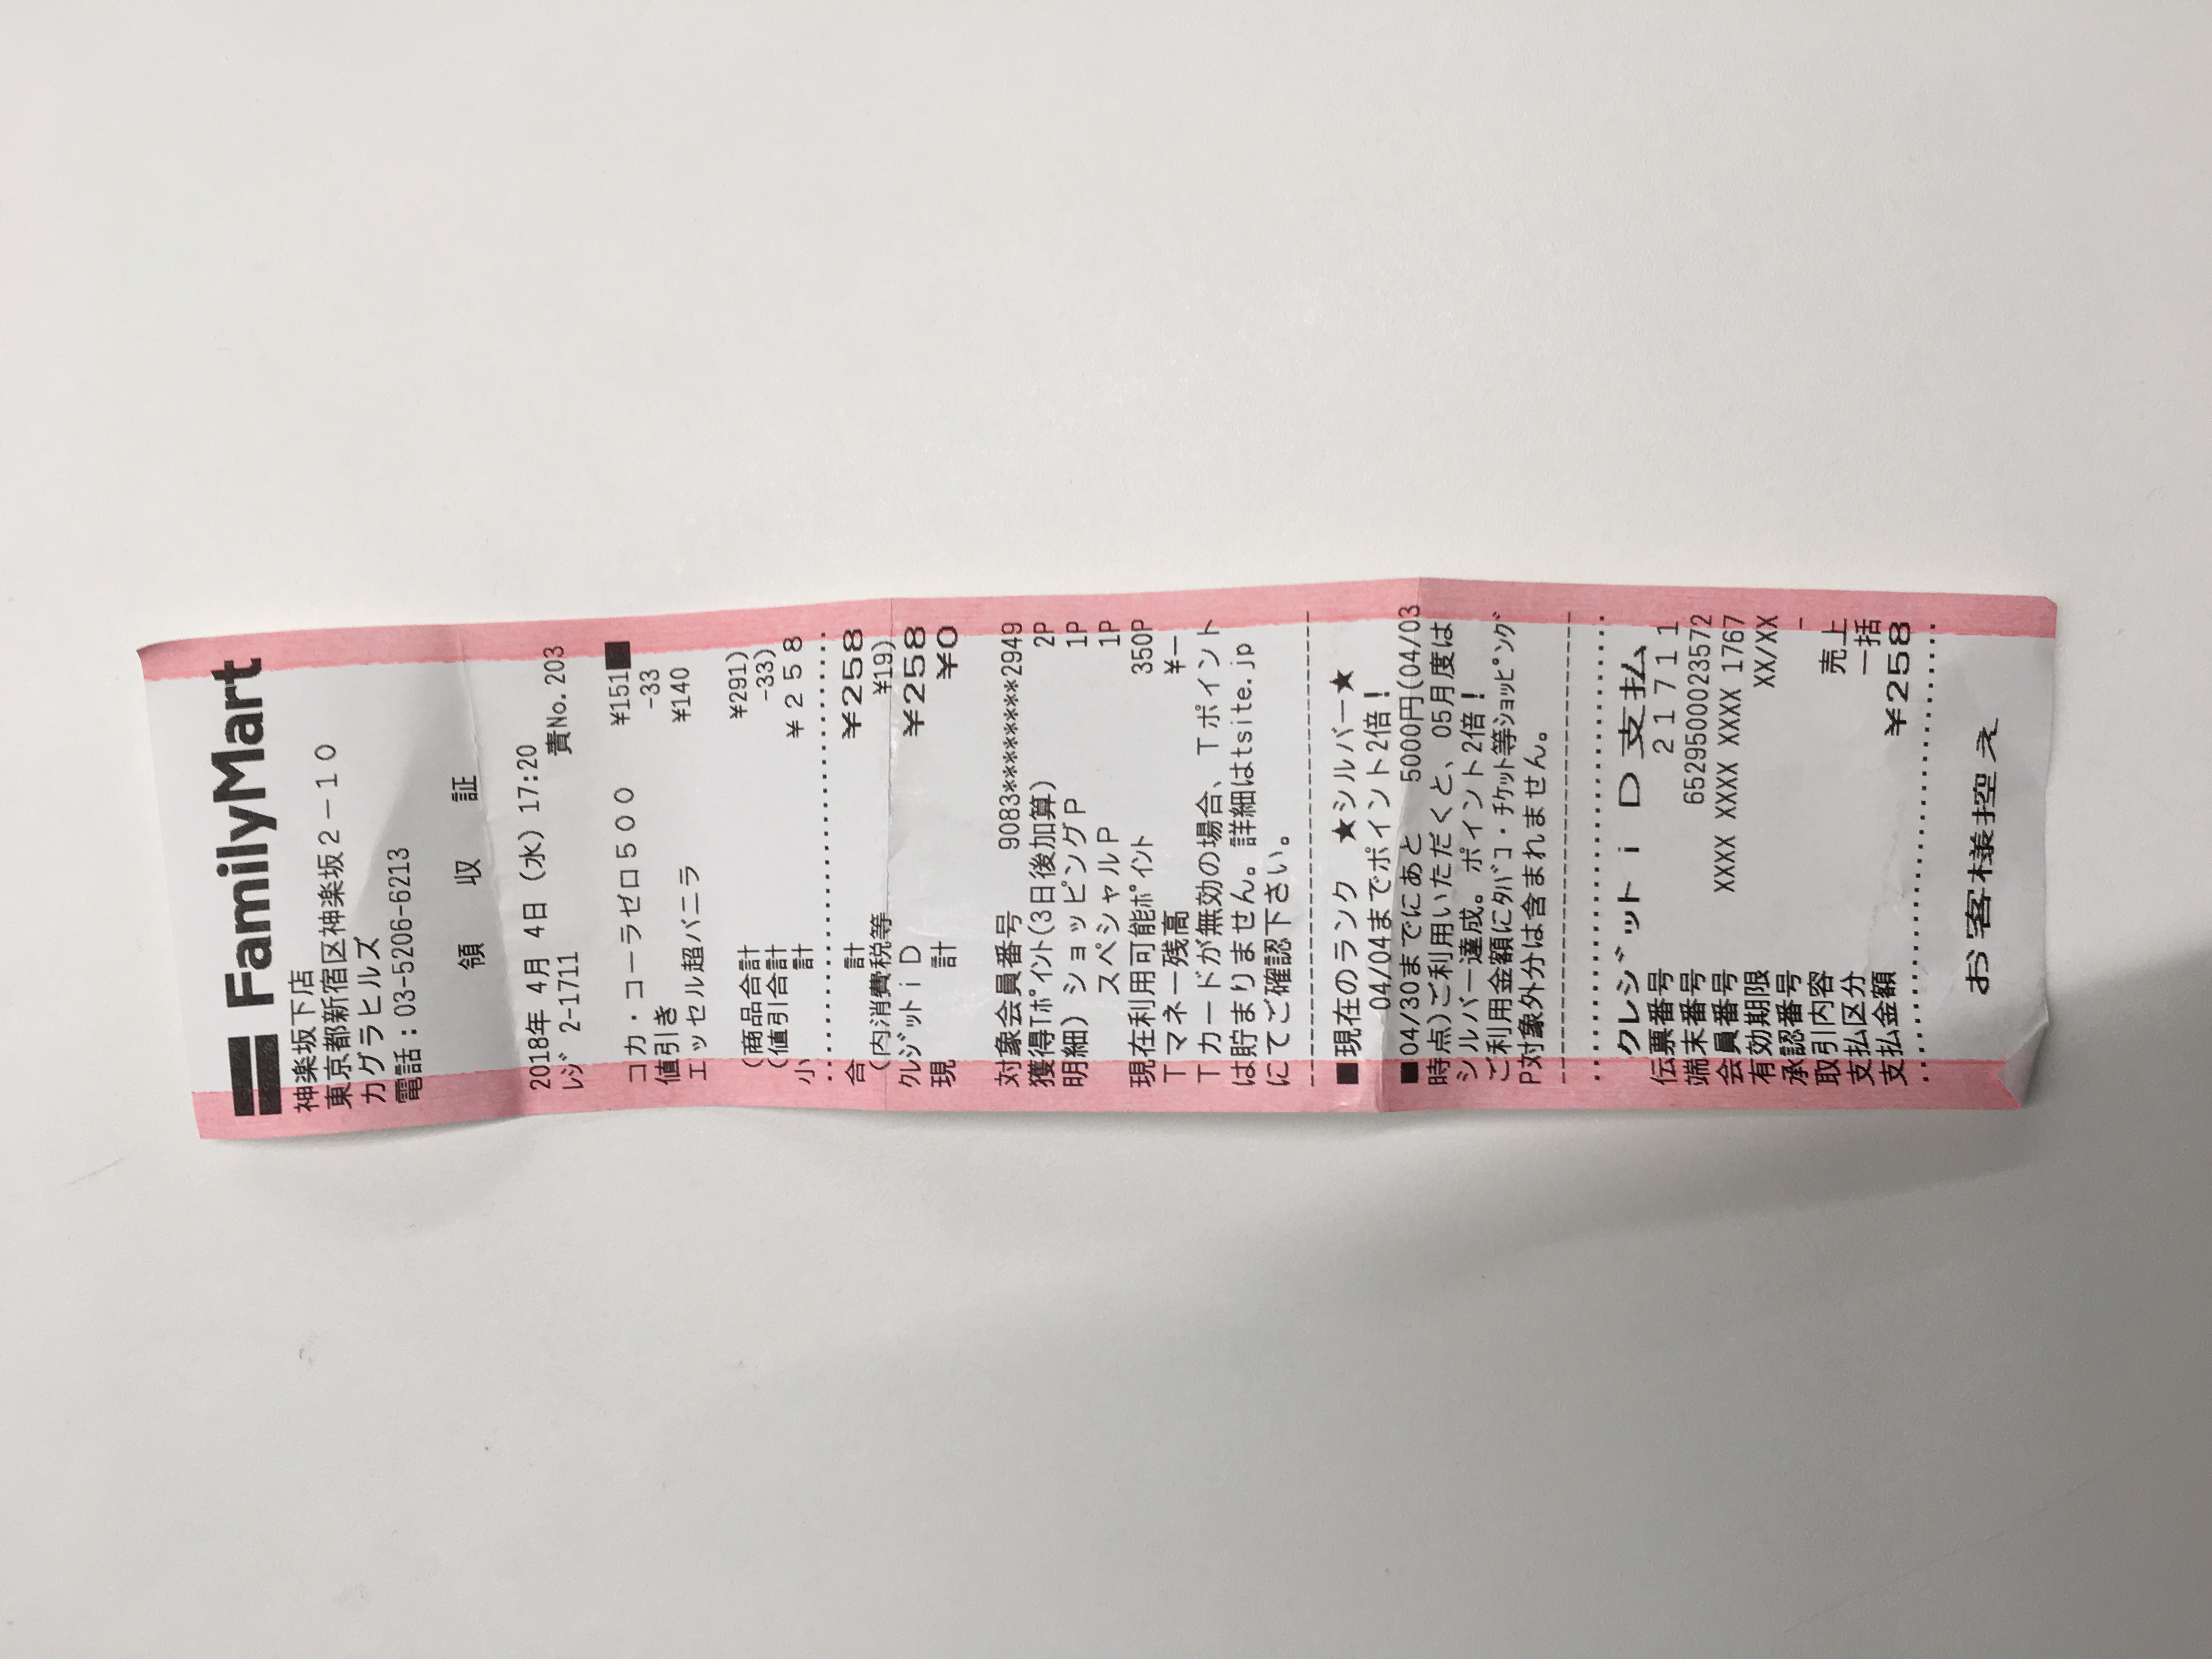 FamilyMart
神楽坂下店
東京都新宿区神楽坂2-10
カグラヒルズ
電話:03-5206-6213
領 収 証
2018年 4月 4日 (水) 17:20
ﾚｼﾞ 2-1711 責No.203
コカ・コーラゼロ500 ¥151■
値引き -33
エッセル超バニラ ¥140
(商品合計 ¥291)
(値引合計 -33)
小 計 ¥258
合 計 ¥258
(内消費税等 ¥19)
ｸﾚｼﾞｯﾄiD ¥258
現 計 ¥0
対象会員番号 9083********2949
獲得Tﾎﾟｲﾝﾄ(3日後加算) 2P
明細)ショッピングP 1P
スペシャルP 1P
現在利用可能ﾎﾟｲﾝﾄ 350P
Tマネー残高 ¥−
Tカードが無効の場合、Tポイント
は貯まりません。詳細はtsite.jp
にてご確認下さい。
■現在のランク ★シルバー★
04/04までポイント2倍!
■04/30までにあと 5000円(04/03
時点)ご利用いただくと、05月度は
シルバー達成。ポイント2倍!
ご利用金額にﾀﾊﾞｺ・ﾁｹｯﾄ等ｼｮｯﾋﾟﾝｸﾞ
P対象外分は含まれません。
クレジットiD支払
伝票番号 21711
端末番号 6529500023572
会員番号 XXXX XXXX XXXX 1767
有効期限 XX/XX
承認番号 -
取引内容 売上
支払区分 一括
支払金額 ¥258
お客様控え